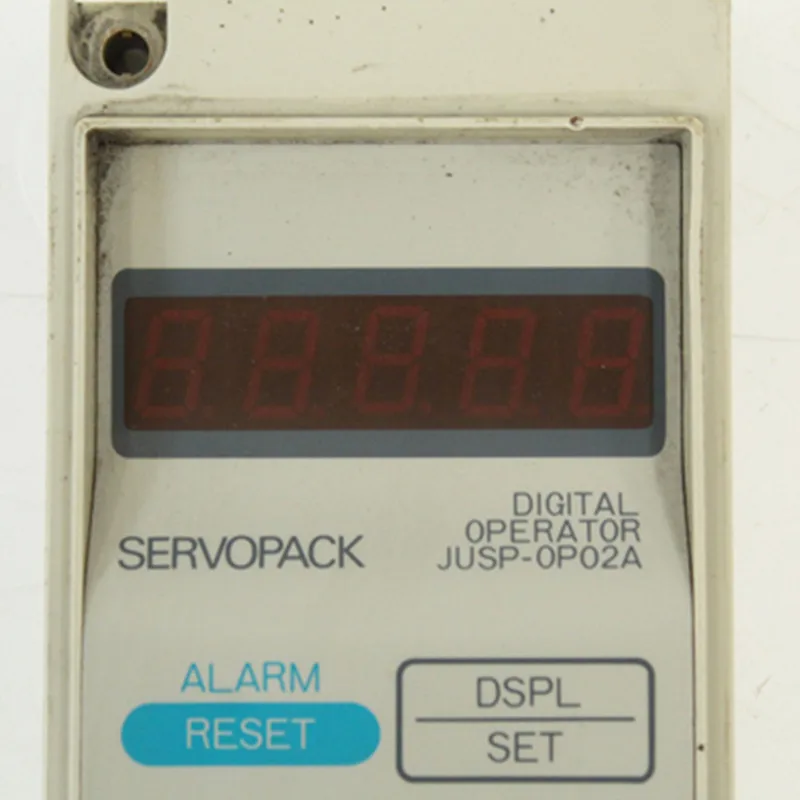 SERVOPACK
DIGITAL
OPERATOR
JUSP-OP02A
ALARM
RESET
DSPL
SET